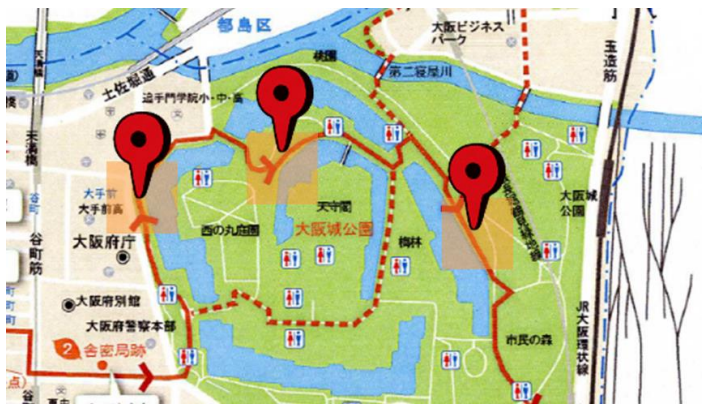 都島区
大阪ビジネス
パーク
玉造筋
桃園
第二寝屋川
天満橋
土佐堀通
追手門学院小・中・高
天満橋
谷町筋
大手前
大手前高
大阪府庁
西の丸庭園
天守閣
大阪城公園
梅林
大阪城
公園
大阪府別館
大阪府警察本部
2 舎密局跡
市民の森
JR大阪環状線
点)